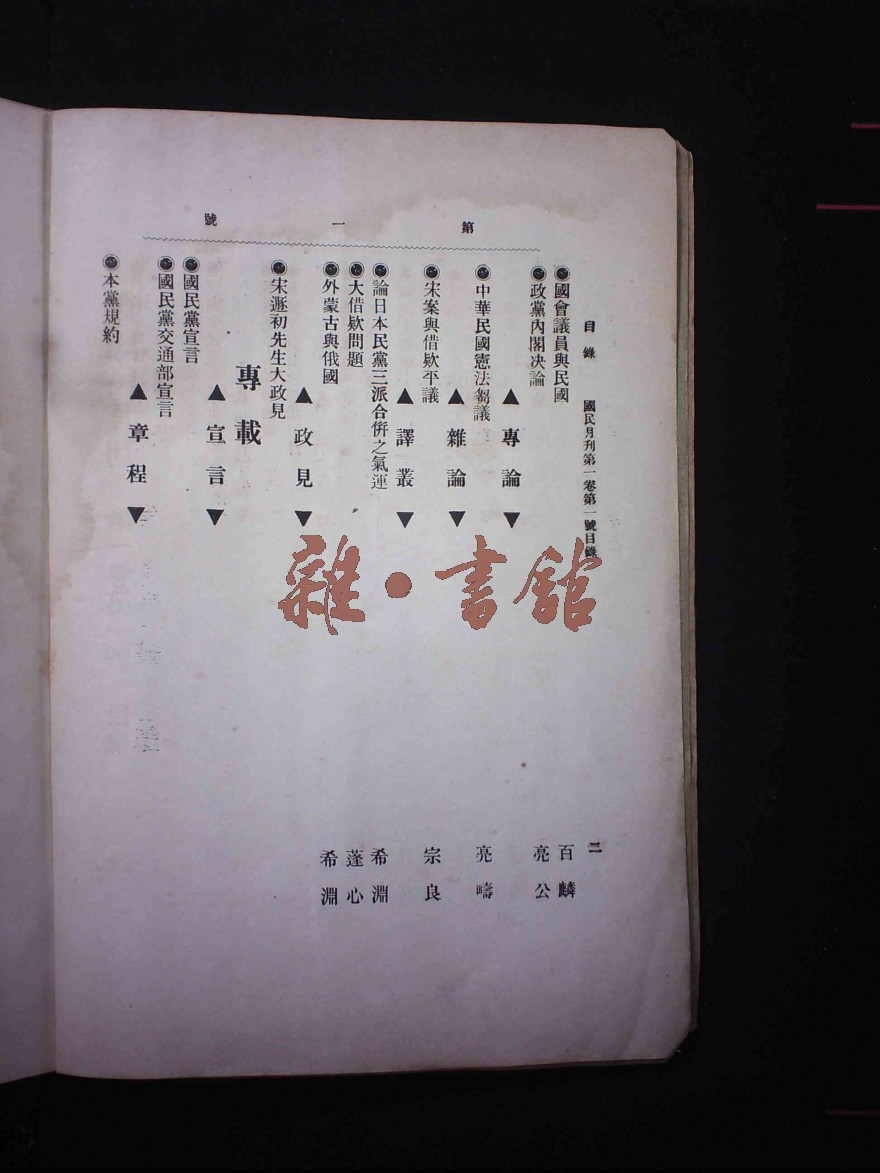 第一號
目錄 國民月刊第一卷第一號目錄 二
◉國會議員與民國 百麟
◉政黨內閣决論 亮公
▲專論▼
◉中華民國憲法芻議 亮疇
▲雜論▼
◉宋案與借欵平議 宗良
▲譯叢▼
◉論日本民黨三派合倂之氣運 希淵
◉大借欵問題 蓬心
◉外蒙古與俄國 希淵
▲政見▼
◉宋遯初先生大政見
專載
▲宣言▼
◉國民黨宣言
◉國民黨交通部宣言
▲章程▼
◉本黨規約
雜·書館